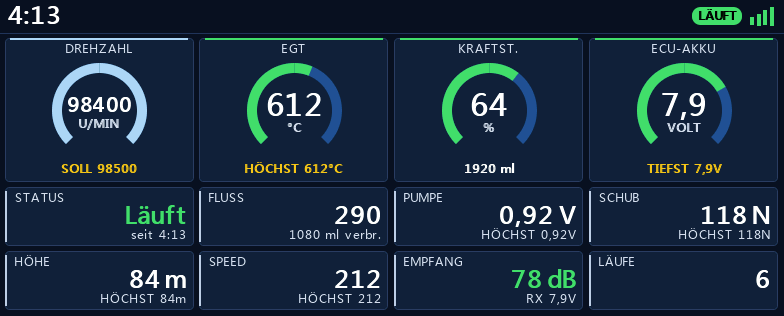 4:13 LÄUFT
DREHZAHL
98400
U/MIN
SOLL 98500
EGT
612
°C
HÖCHST 612°C
KRAFTST.
64
%
1920 ml
ECU-AKKU
7,9
VOLT
TIEFST 7,9V
STATUS
Läuft
seit 4:13
FLUSS
290
1080 ml verbr.
PUMPE
0,92 V
HÖCHST 0,92V
SCHUB
118 N
HÖCHST 118N
HÖHE
84 m
HÖCHST 84m
SPEED
212
HÖCHST 212
EMPFANG
78 dB
RX 7,9V
LÄUFE
6